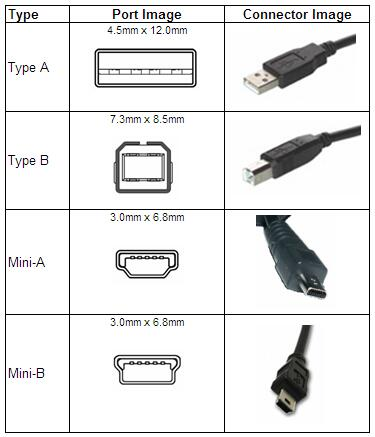 Type Port Image Connector Image
4.5mm x 12.0mm
Type A
7.3mm x 8.5mm
Type B
3.0mm x 6.8mm
Mini-A
3.0mm x 6.8mm
Mini-B